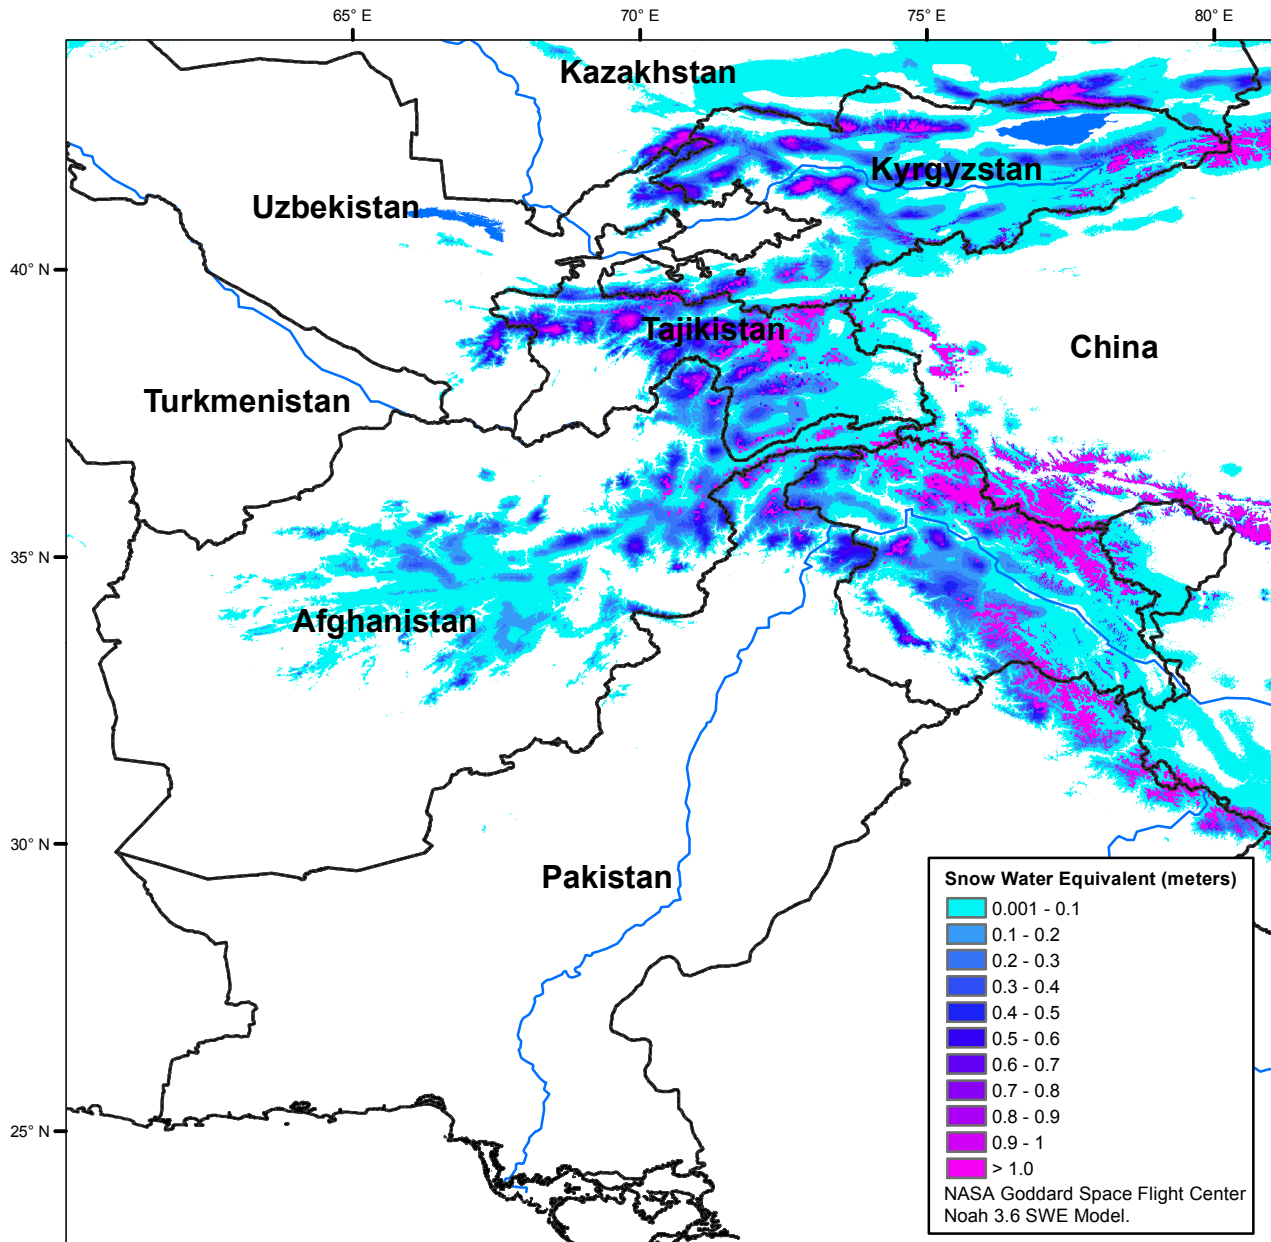 65° E
70° E
75° E
80° E
Kazakhstan
Kyrgyzstan
Uzbekistan
40° N
Tajikistan
China
Turkmenistan
35° N
Afghanistan
30° N
Pakistan
25° N
Snow Water Equivalent (meters)
0.001 - 0.1
0.1 - 0.2
0.2 - 0.3
0.3 - 0.4
0.4 - 0.5
0.5 - 0.6
0.6 - 0.7
0.7 - 0.8
0.8 - 0.9
0.9 - 1
> 1.0
NASA Goddard Space Flight Center
Noah 3.6 SWE Model.